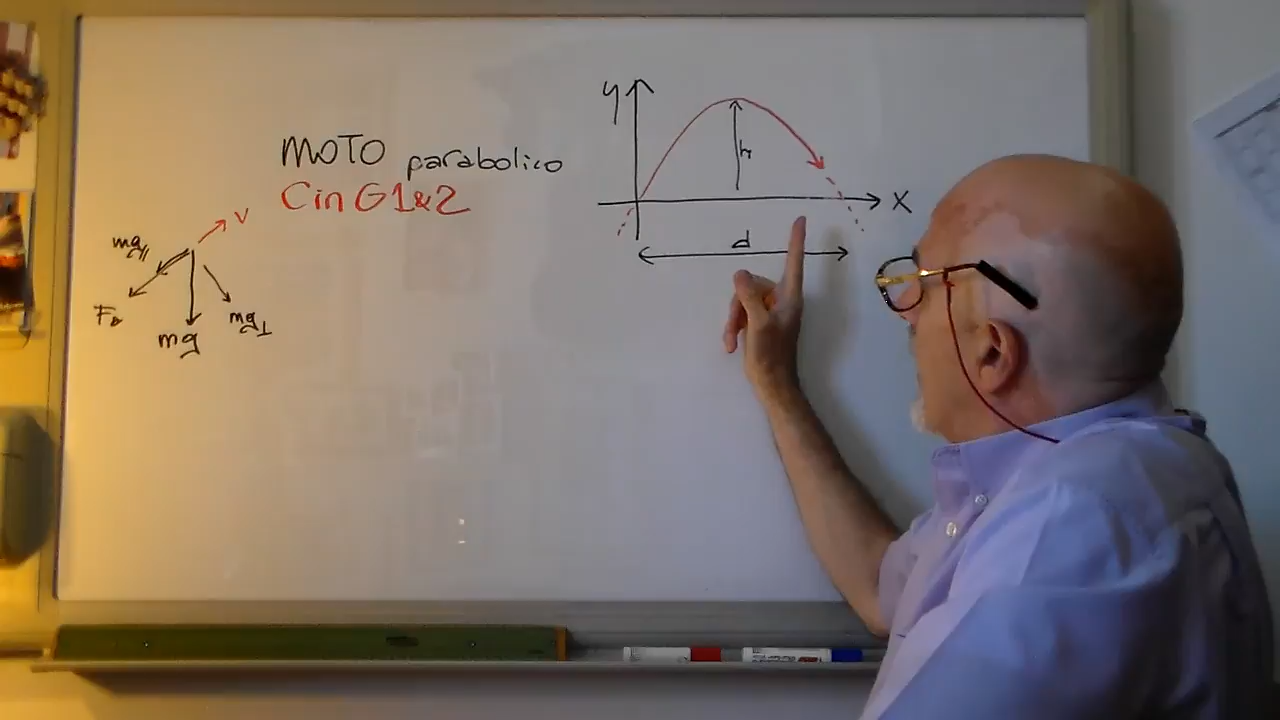 MOTO parabolico
Cin G1&2
y
h
x
d
v
mg//
mg
mg⊥